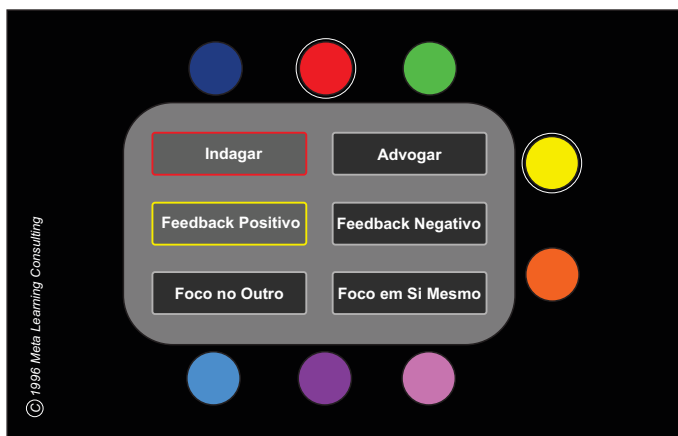 Indagar
Advogar
Feedback Positivo
Feedback Negativo
Foco no Outro
Foco em Si Mesmo
© 1996 Meta Learning Consulting